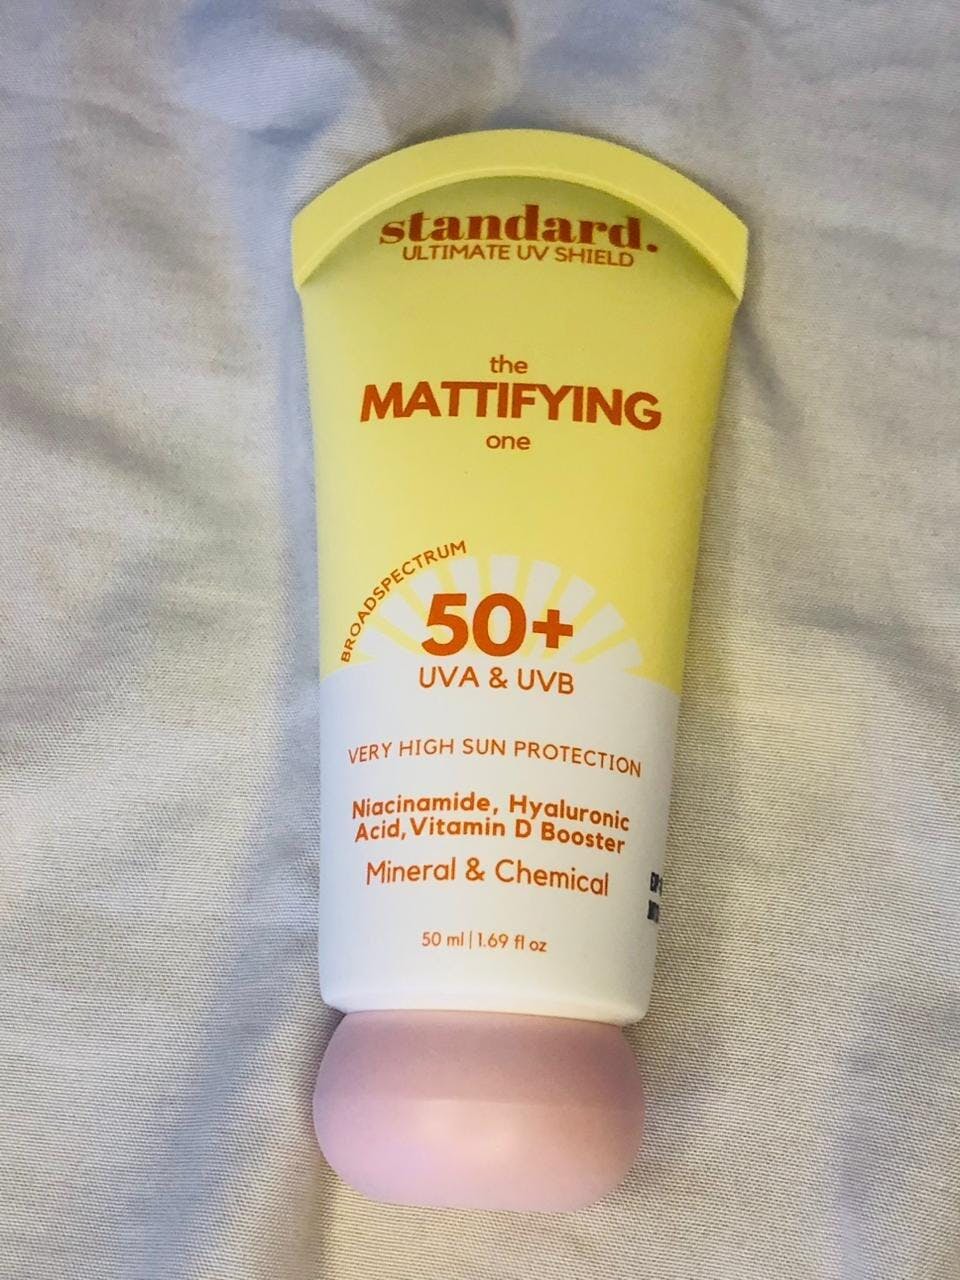 standard.
ULTIMATE UV SHIELD
the
MATTIFYING
one
BROADSPECTRUM
50+
UVA & UVB
VERY HIGH SUN PROTECTION
Niacinamide, Hyaluronic
Acid, Vitamin D Booster
Mineral & Chemical
50 ml | 1.69 fl oz